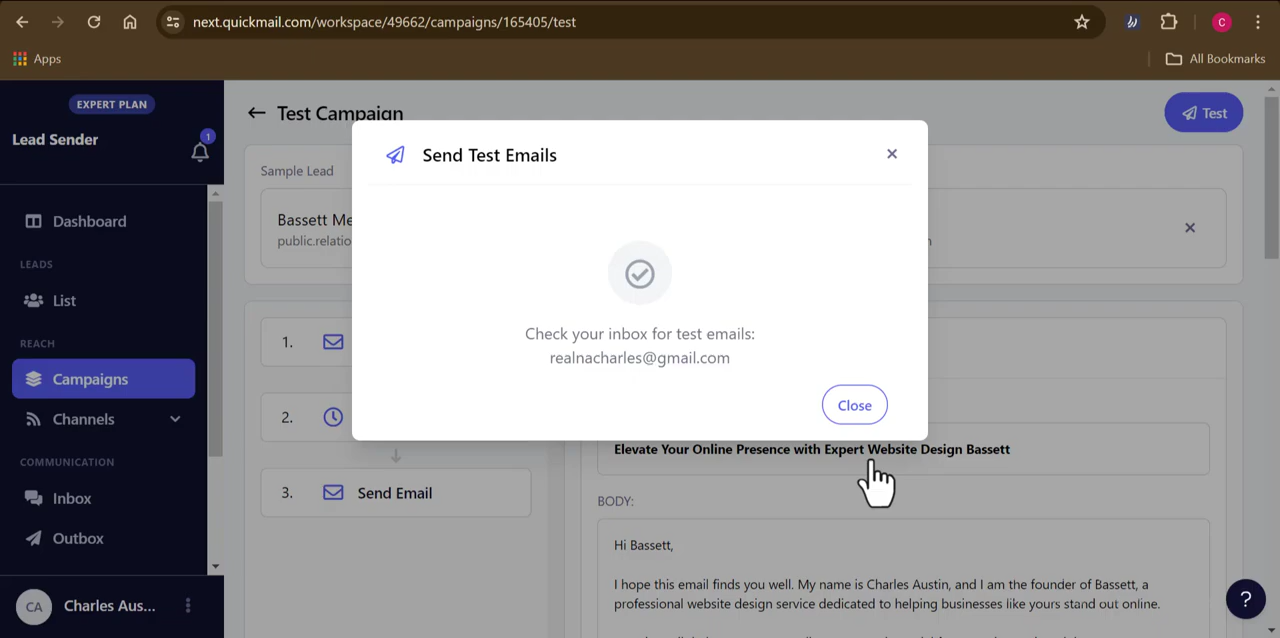 next.quickmail.com/workspace/49662/campaigns/165405/test
C
Apps
All Bookmarks
EXPERT PLAN
Lead Sender
1
Dashboard
LEADS
List
REACH
Campaigns
Channels
COMMUNICATION
Inbox
Outbox
CA
Charles Aus...
Test Campaign
Test
Sample Lead
Bassett Me
public.relatio
Send Test Emails
Check your inbox for test emails:
realnacharles@gmail.com
Close
1.
2.
3.
Send Email
Elevate Your Online Presence with Expert Website Design Bassett
BODY:
Hi Bassett,
I hope this email finds you well. My name is Charles Austin, and I am the founder of Bassett, a
professional website design service dedicated to helping businesses like yours stand out online.
?